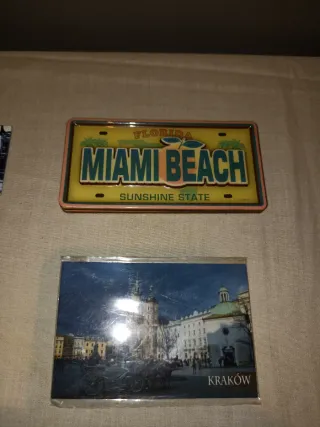 FLORIDA
MIAMI BEACH
SUNSHINE STATE
KRAKÓW